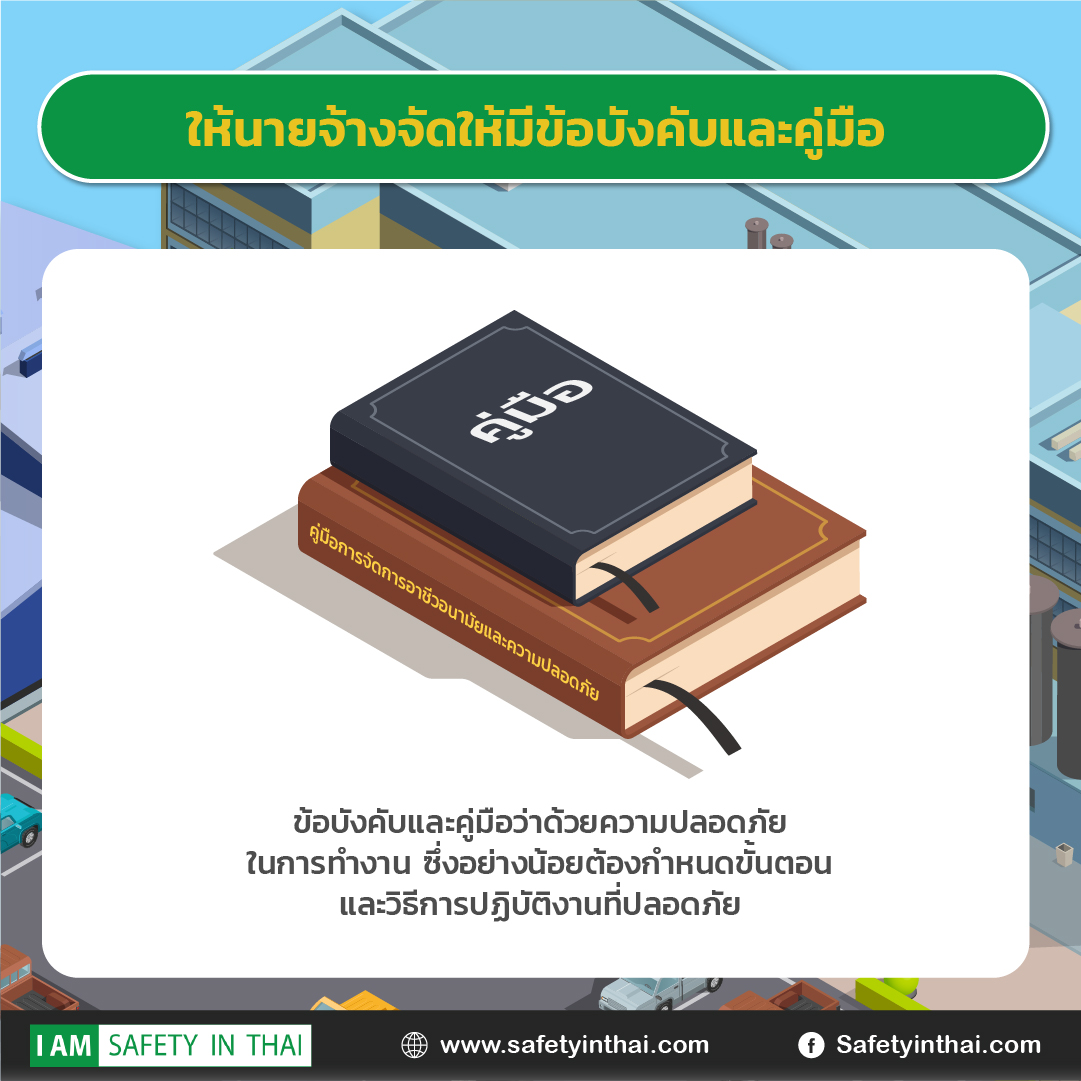 ให้นายจ้างจัดให้มีข้อบังคับและคู่มือ
คู่มือ
คู่มือการจัดการอาชีวอนามัยและความปลอดภัย
ข้อบังคับและคู่มือว่าด้วยความปลอดภัย
ในการทำงาน ซึ่งอย่างน้อยต้องกำหนดขั้นตอน
และวิธีการปฏิบัติงานที่ปลอดภัย
I AM SAFETY IN THAI
www.safetyinthai.com
Safetyinthai.com